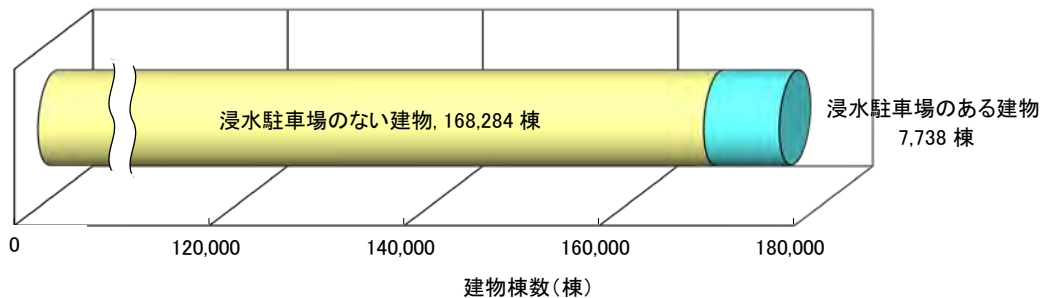 浸水駐車場のない建物, 168,284 棟
浸水駐車場のある建物
7,738 棟
0
120,000
140,000
160,000
180,000
建物棟数(棟)